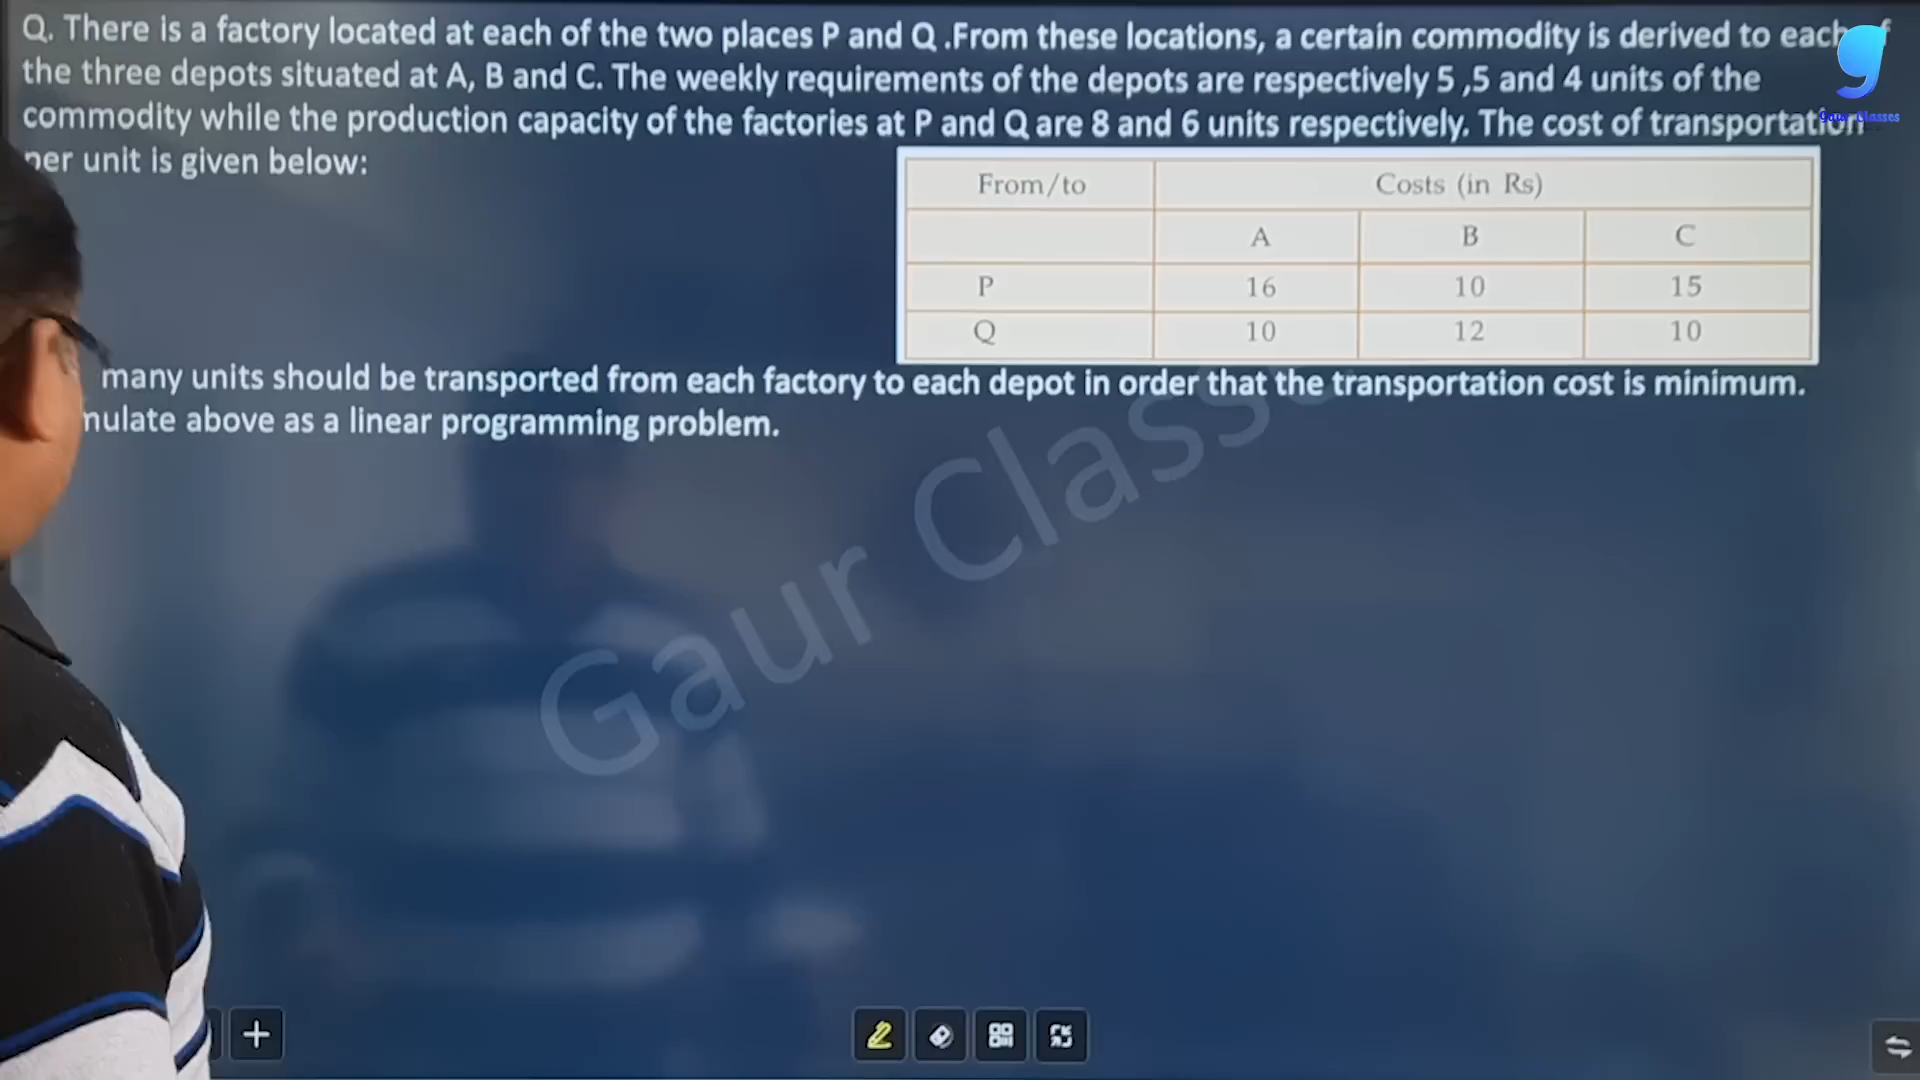 Q. There is a factory located at each of the two places P and Q .From these locations, a certain commodity is derived to each of
the three depots situated at A, B and C. The weekly requirements of the depots are respectively 5 ,5 and 4 units of the
commodity while the production capacity of the factories at P and Q are 8 and 6 units respectively. The cost of transportation
per unit is given below:
From/to Costs (in Rs)
A B C
P 16 10 15
Q 10 12 10
many units should be transported from each factory to each depot in order that the transportation cost is minimum.
mulate above as a linear programming problem.
Gaur Classes
Gaur Classes